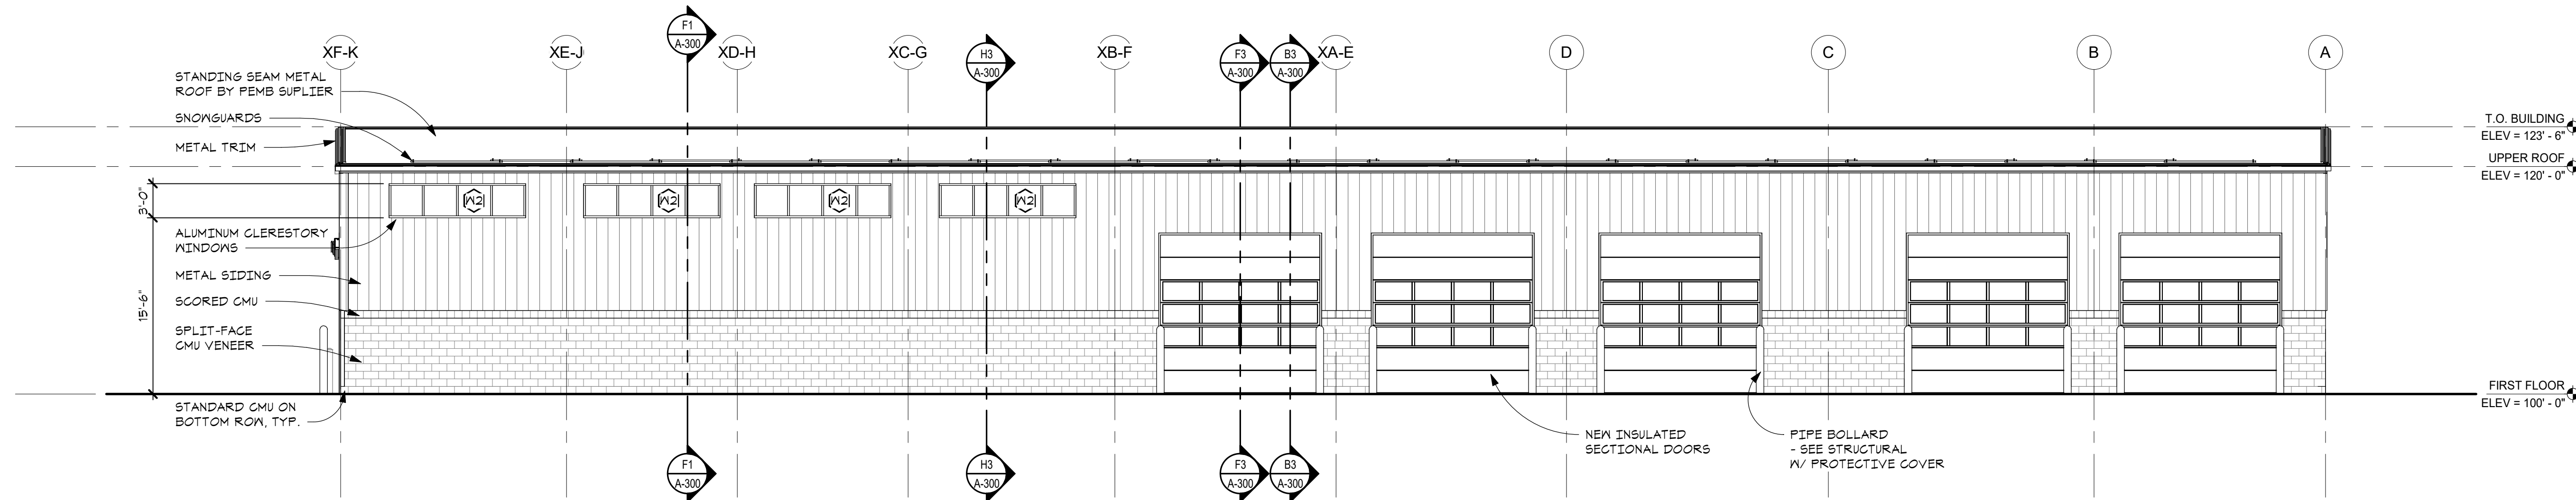 F1
A-300
XF-K
XE-J
XD-H
XC-G
H3
A-300
XB-F
F3
A-300
B3
A-300
XA-E
D
C
B
A
STANDING SEAM METAL
ROOF BY PEMB SUPLIER
SNOWGUARDS
METAL TRIM
T.O. BUILDING
ELEV = 123' - 6"
UPPER ROOF
ELEV = 120' - 0"
3'-0"
W2
W2
W2
W2
ALUMINUM CLERESTORY
WINDOWS
METAL SIDING
SCORED CMU
15'-6"
SPLIT-FACE
CMU VENEER
FIRST FLOOR
ELEV = 100' - 0"
STANDARD CMU ON
BOTTOM ROW, TYP.
NEW INSULATED
SECTIONAL DOORS
PIPE BOLLARD
- SEE STRUCTURAL
W/ PROTECTIVE COVER
F1
A-300
H3
A-300
F3
A-300
B3
A-300